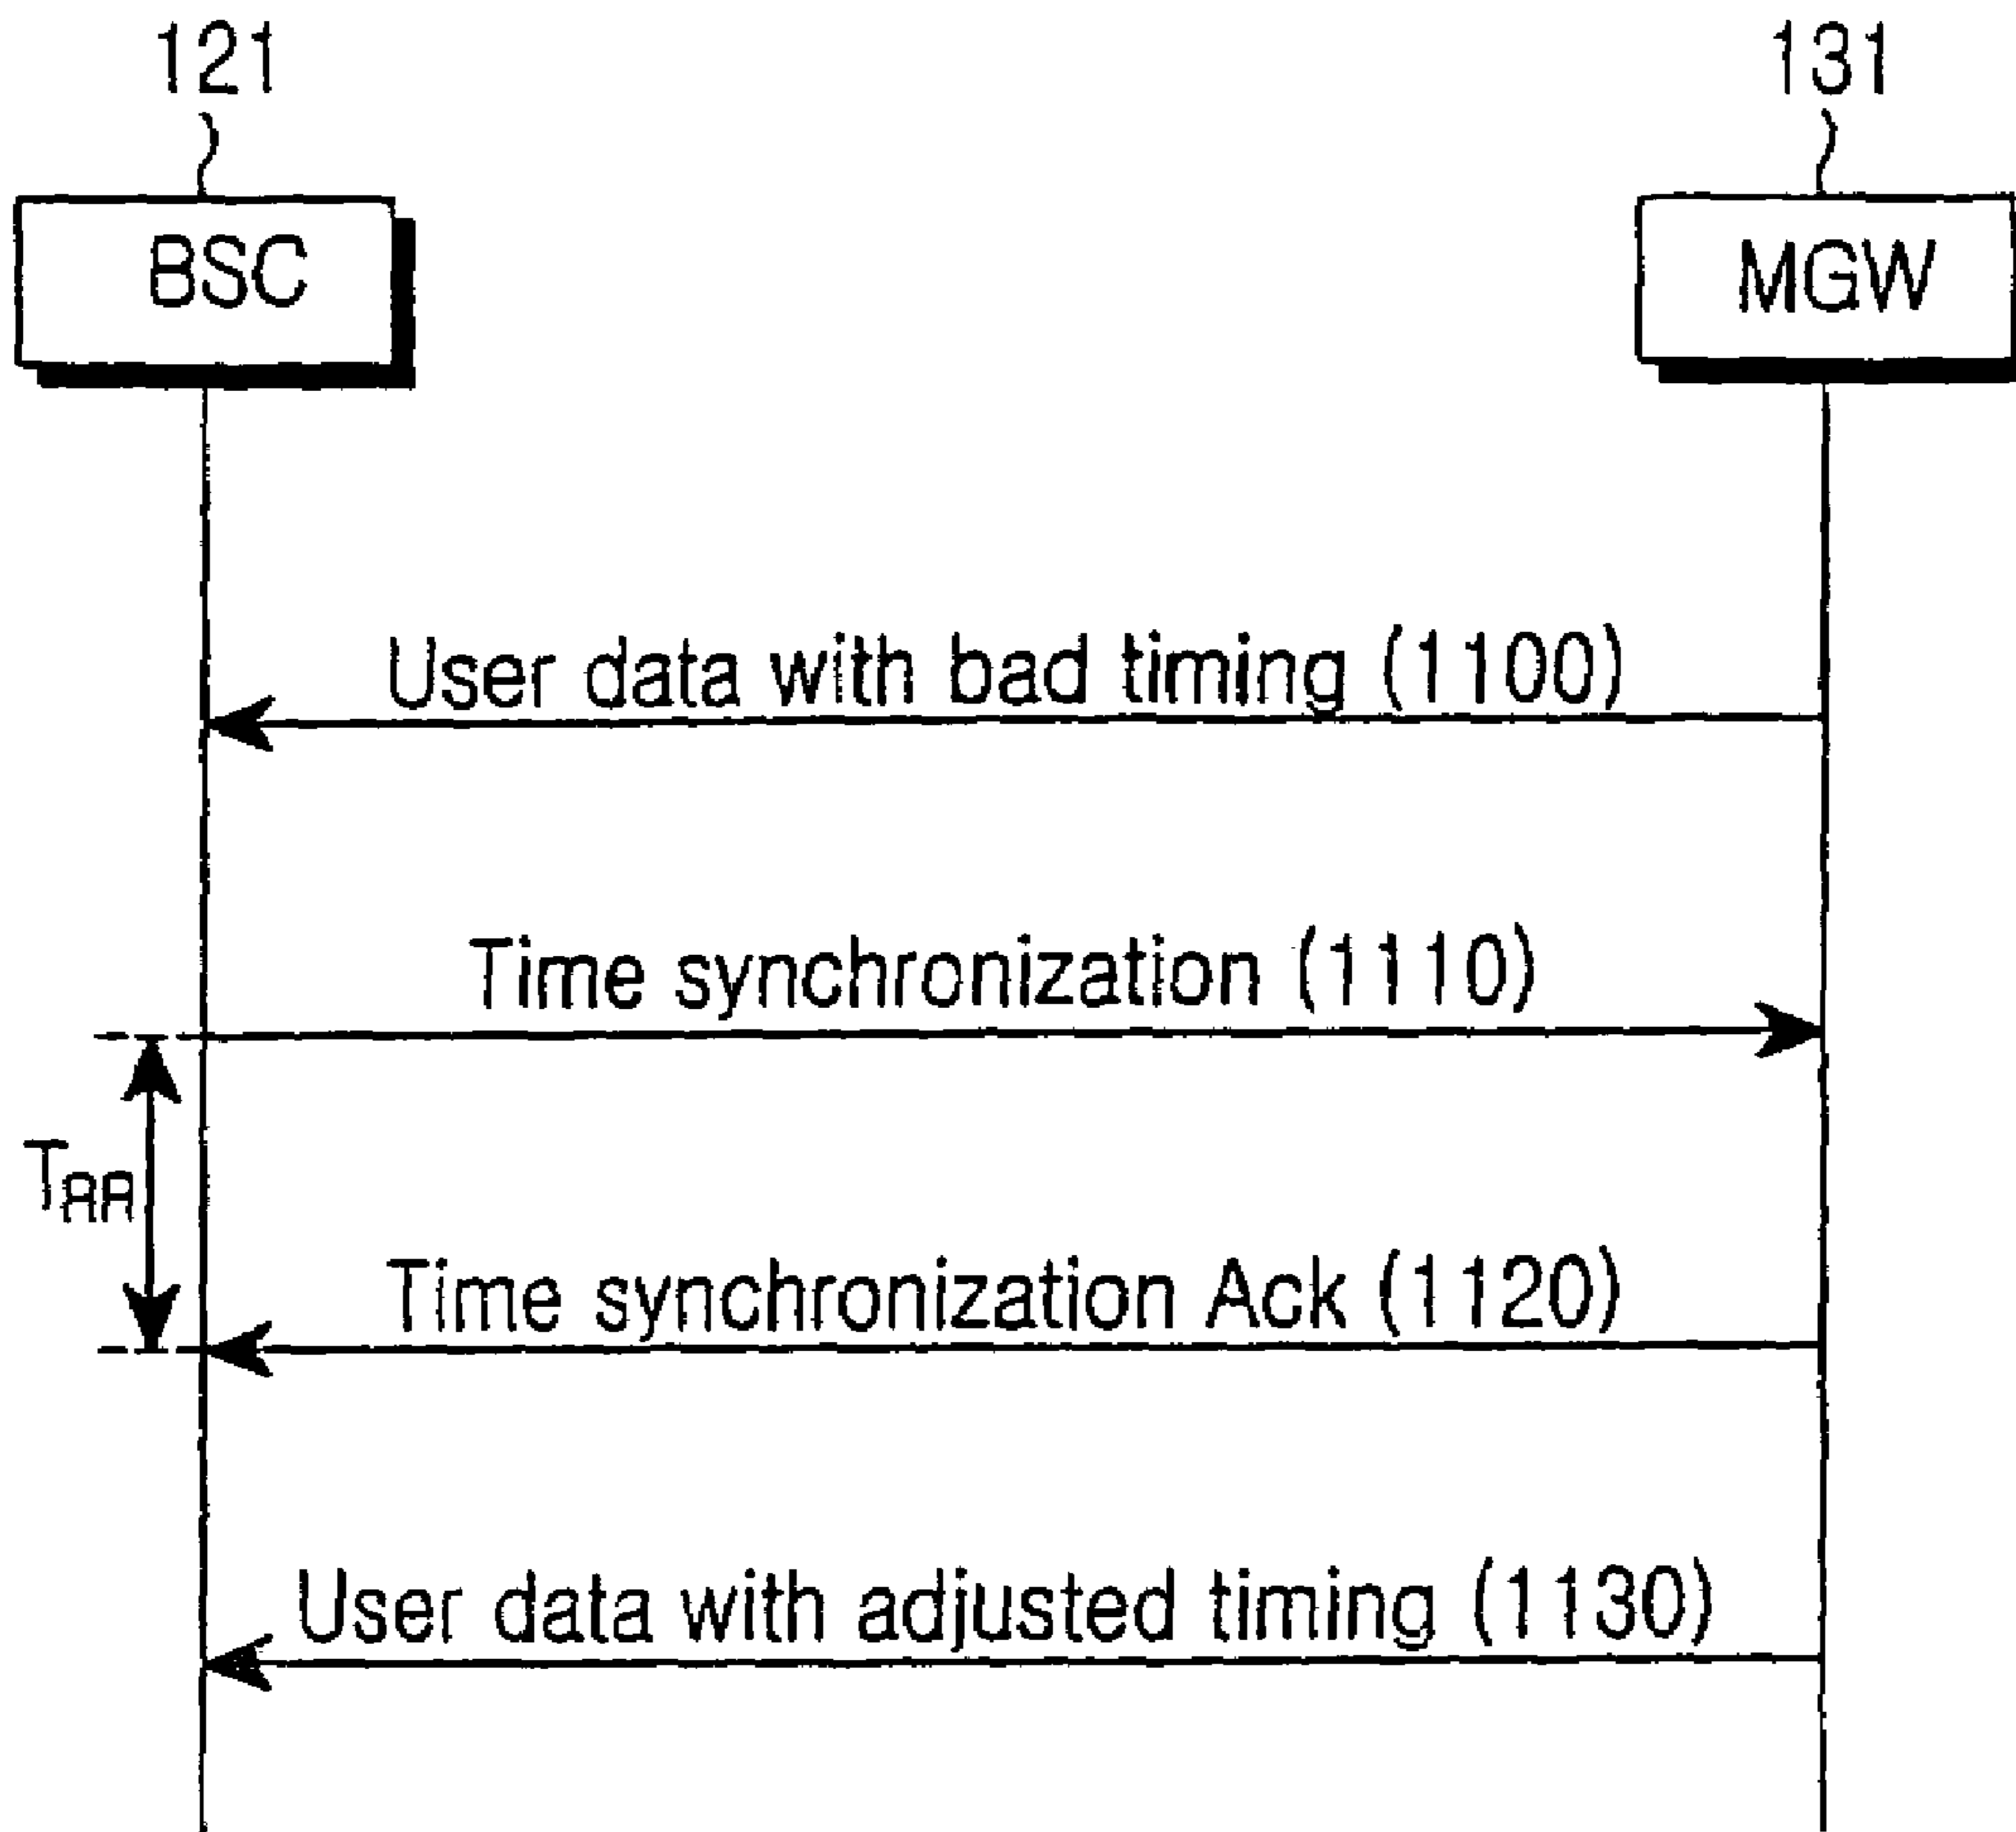 121
131
BSC
MGW
User data with bad timing (1100)
Time synchronization (1110)
TRR
Time synchronization Ack (1120)
User data with adjusted timing (1130)